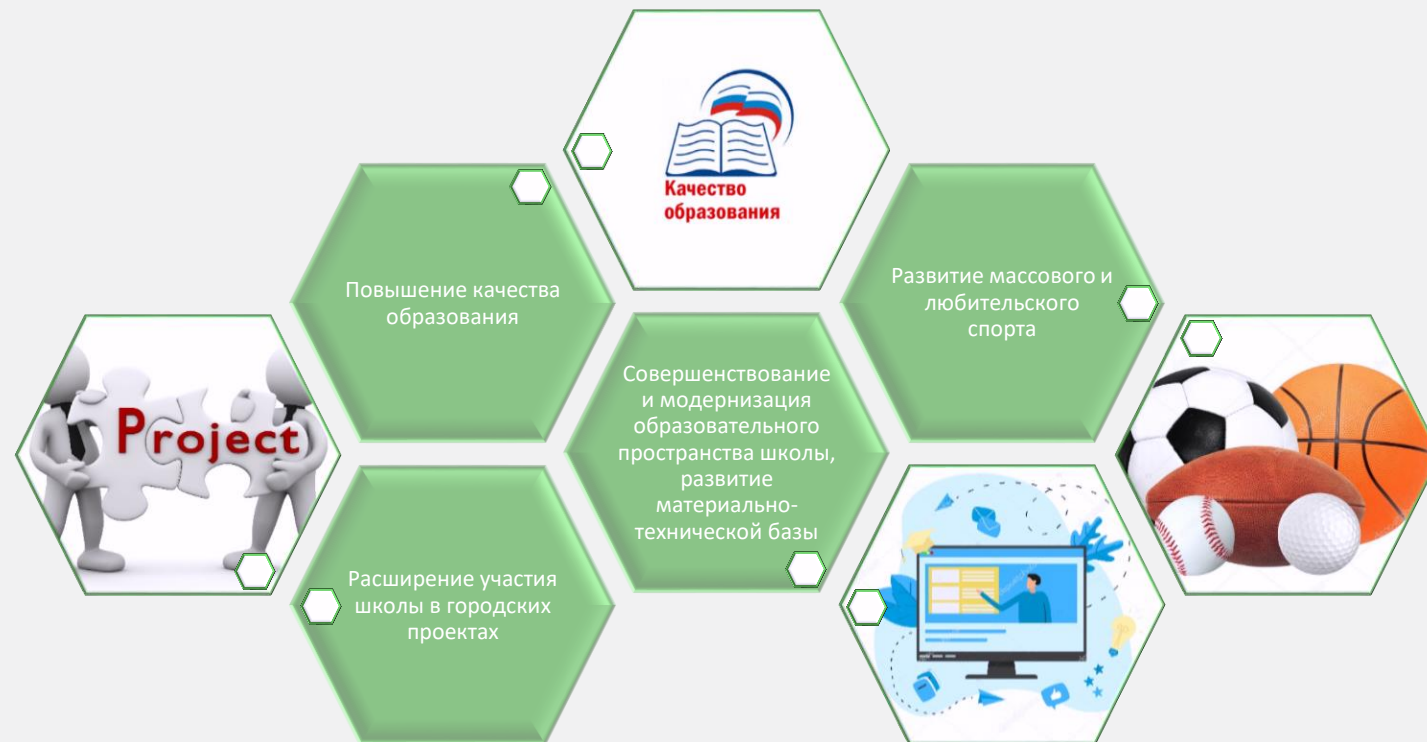 Качество
образования
Повышение качества
образования
Развитие массового и
любительского
спорта
Project
Совершенствование
и модернизация
образовательного
пространства школы,
развитие
материально-
технической базы
Расширение участия
школы в городских
проектах